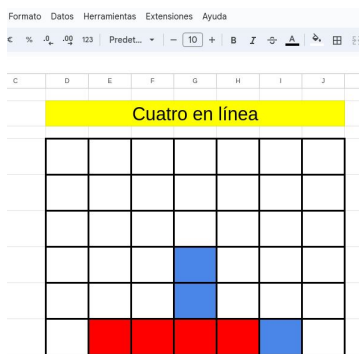 Formato Datos Herramientas Extensiones Ayuda
% .0 .00 123 Predet... − 10 + B I A
C D E F G H I J
Cuatro en línea